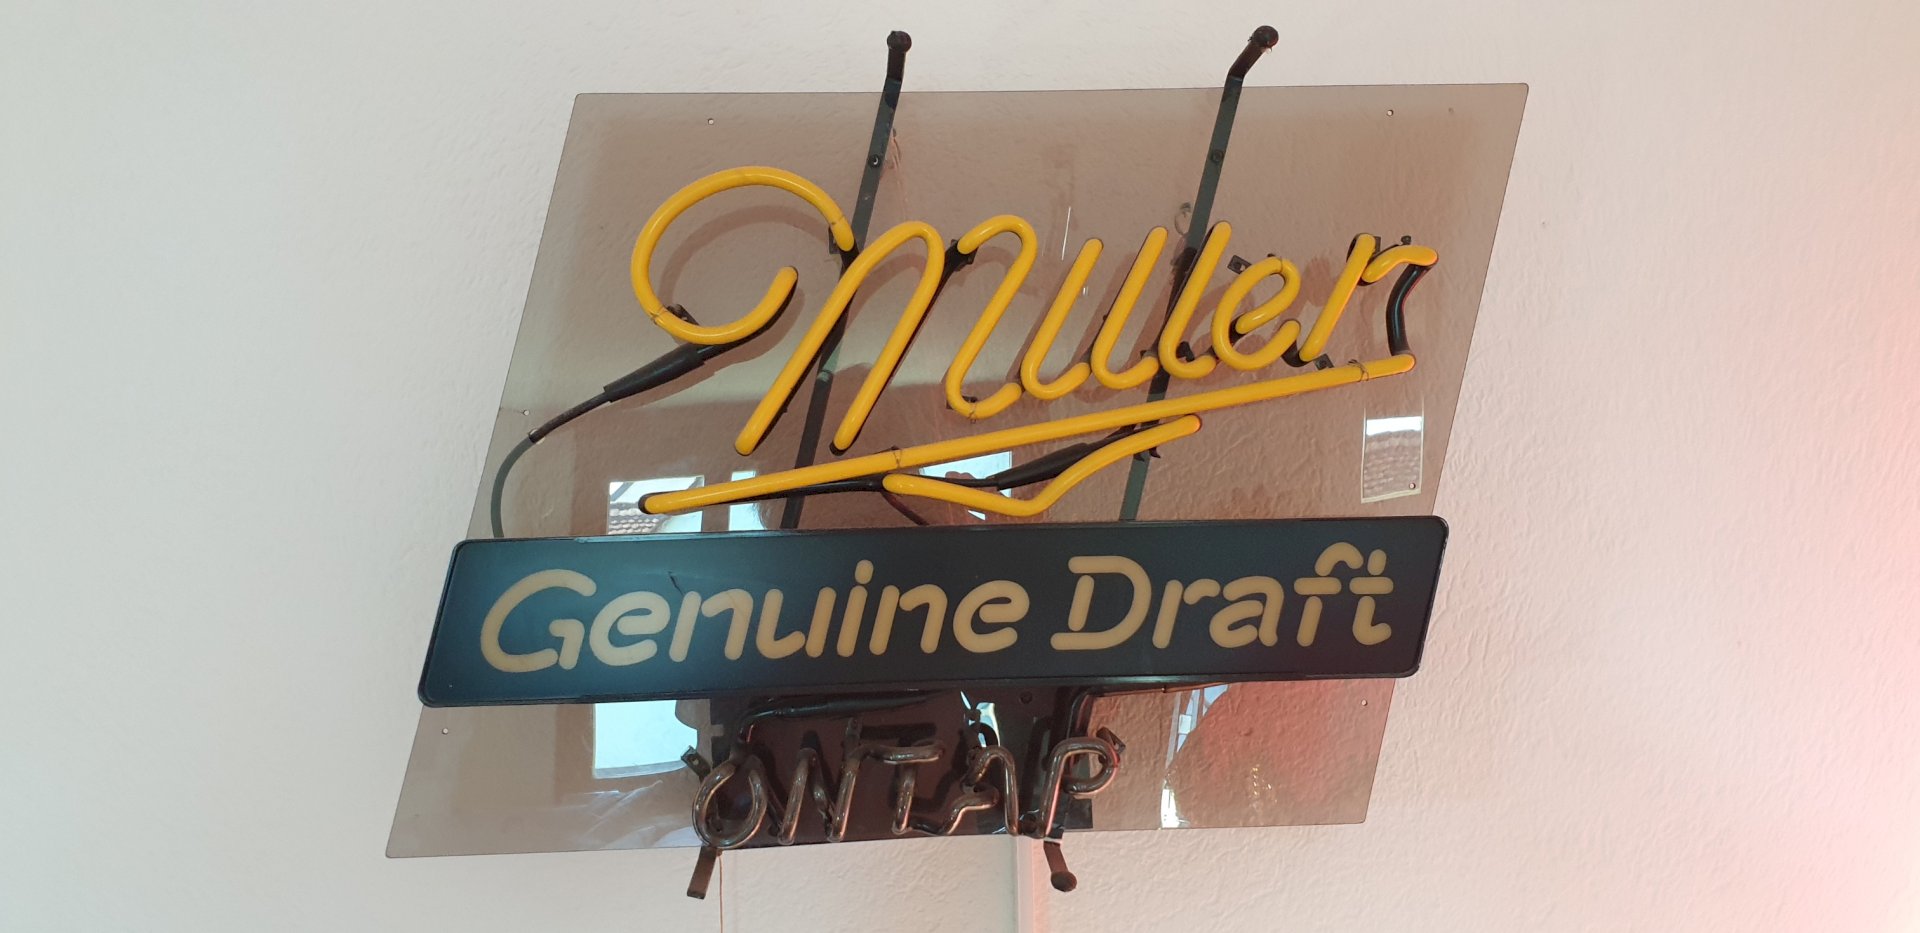 Miller
Genuine Draft
ON TAP